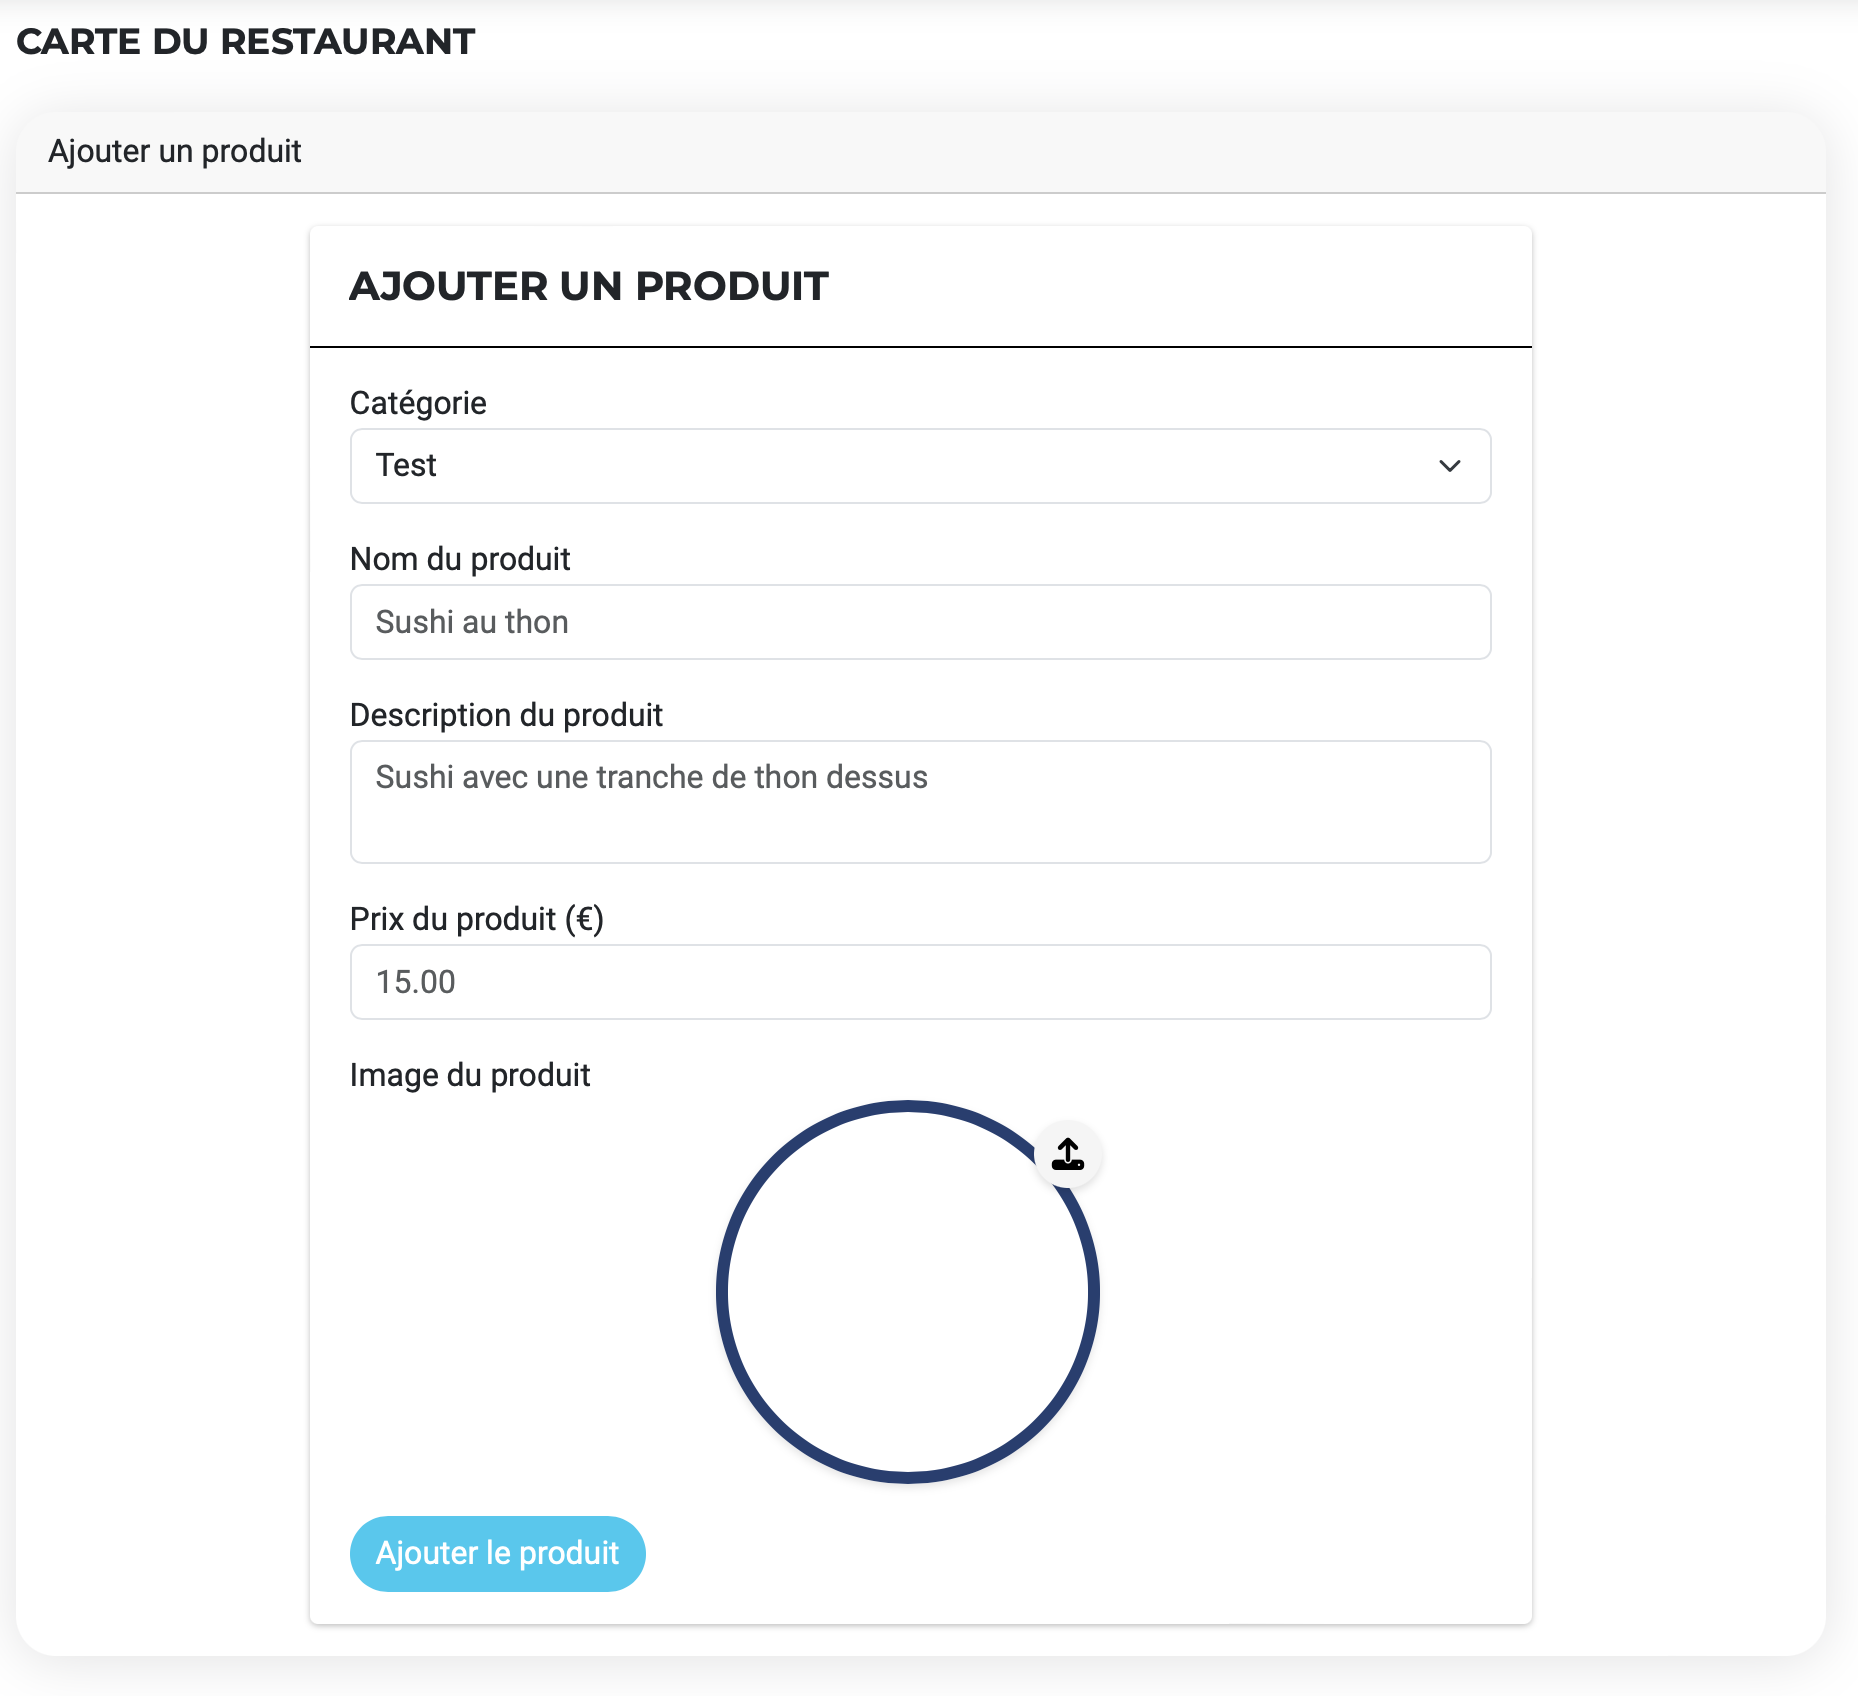 CARTE DU RESTAURANT
Ajouter un produit
AJOUTER UN PRODUIT
Catégorie
Test
Nom du produit
Sushi au thon
Description du produit
Sushi avec une tranche de thon dessus
Prix du produit (€)
15.00
Image du produit
Ajouter le produit